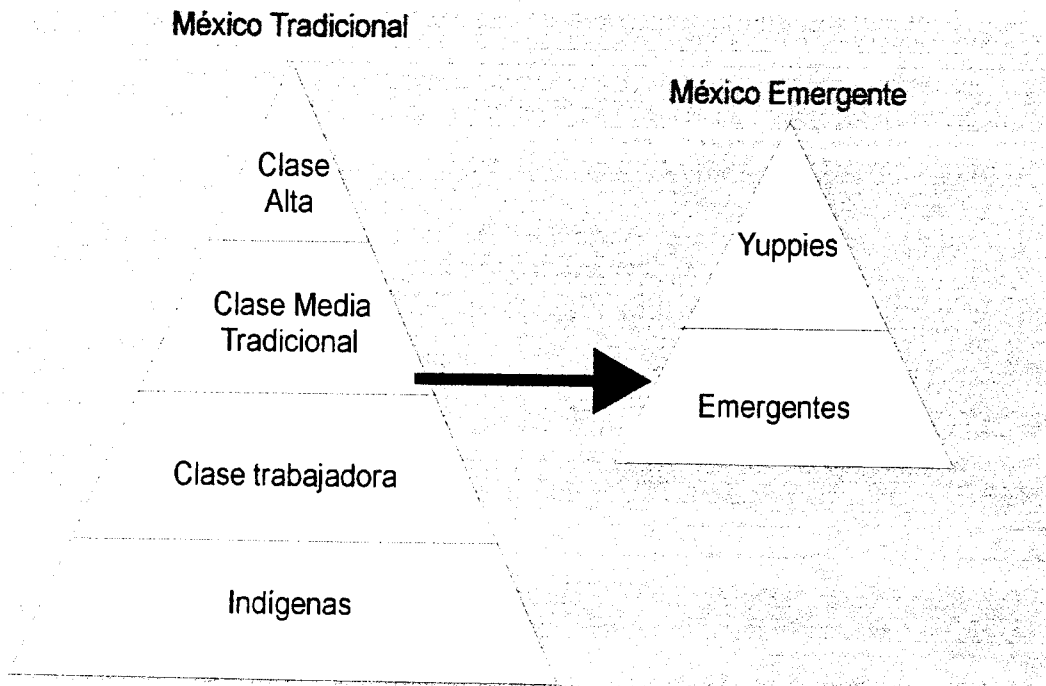 México Tradicional
Clase
Alta
Clase Media
Tradicional
Clase trabajadora
Indígenas
México Emergente
Yuppies
Emergentes